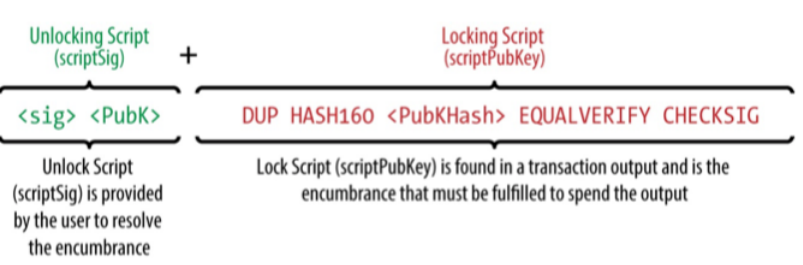 Unlocking Script
(scriptSig)
+
Locking Script
(scriptPubKey)
<sig> <PubK>
DUP HASH160 <PubKHash> EQUALVERIFY CHECKSIG
Unlock Script
(scriptSig) is provided
by the user to resolve
the encumbrance
Lock Script (scriptPubKey) is found in a transaction output and is the
encumbrance that must be fulfilled to spend the output